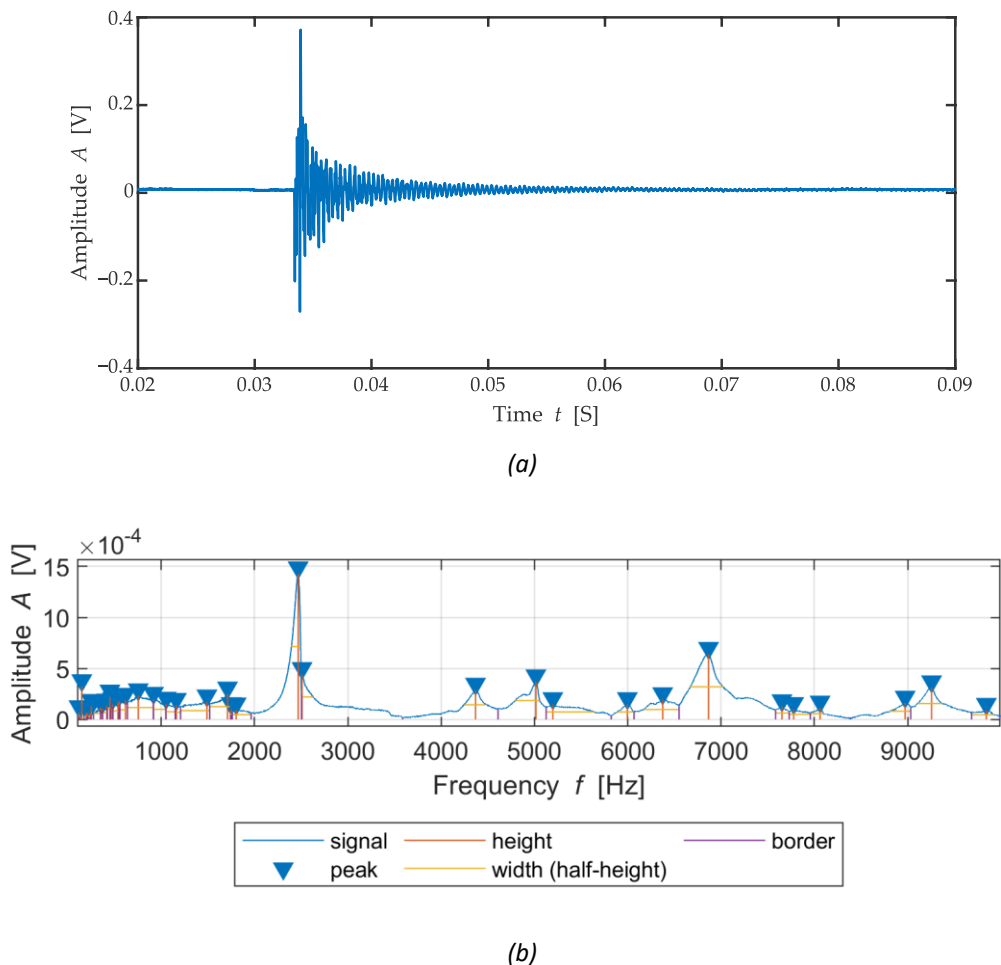 0.4
0.2
0
−0.2
−0.4
Amplitude A [V]
0.02 0.03 0.04 0.05 0.06 0.07 0.08 0.09
Time t [S]
(a)
×10⁻⁴
15
10
5
0
Amplitude A [V]
1000 2000 3000 4000 5000 6000 7000 8000 9000
Frequency f [Hz]
signal height border
peak width (half-height)
(b)